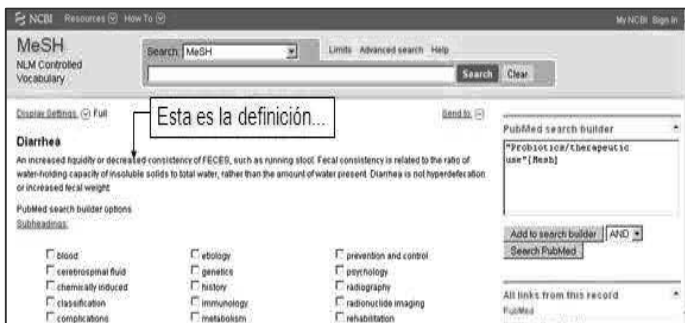 NCBI Resources How To My NCBI Sign In
MeSH
NLM Controlled
Vocabulary
Search: MeSH
Limits Advanced search Help
Search Clear
Display Settings: Full
Send to:
Esta es la definición...
Diarrhea
An increased liquidity or decreased consistency of FECES, such as running stool. Fecal consistency is related to the ratio of
water-holding capacity of insoluble solids to total water, rather than the amount of water present. Diarrhea is not hyperdefecation
or increased fecal weight
PubMed search builder options
Subheadings:
blood etiology prevention and control
cerebrospinal fluid genetics psychology
chemically induced history radiography
classification immunology radionuclide imaging
complications metabolism rehabilitation
PubMed search builder
"Probiotics/therapeutic
use"[Mesh]
Add to search builder AND
Search PubMed
All links from this record
PubMed